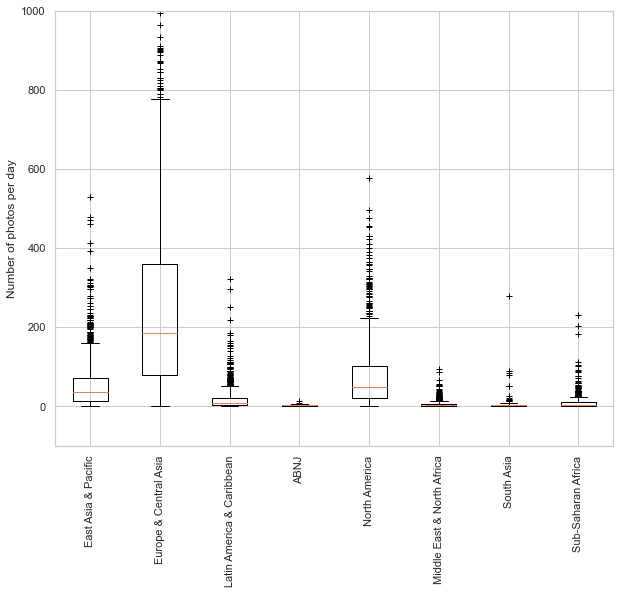 1000
800
600
400
200
0
Number of photos per day
East Asia & Pacific
Europe & Central Asia
Latin America & Caribbean
ABNJ
North America
Middle East & North Africa
South Asia
Sub-Saharan Africa